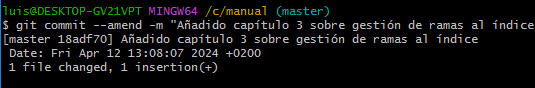 luis@DESKTOP-GV21VPT MINGW64 /c/manual (master)
$ git commit --amend -m "Añadido capítulo 3 sobre gestión de ramas al índice
[master 18adf70] Añadido capítulo 3 sobre gestión de ramas al índice
Date: Fri Apr 12 13:08:07 2024 +0200
1 file changed, 1 insertion(+)